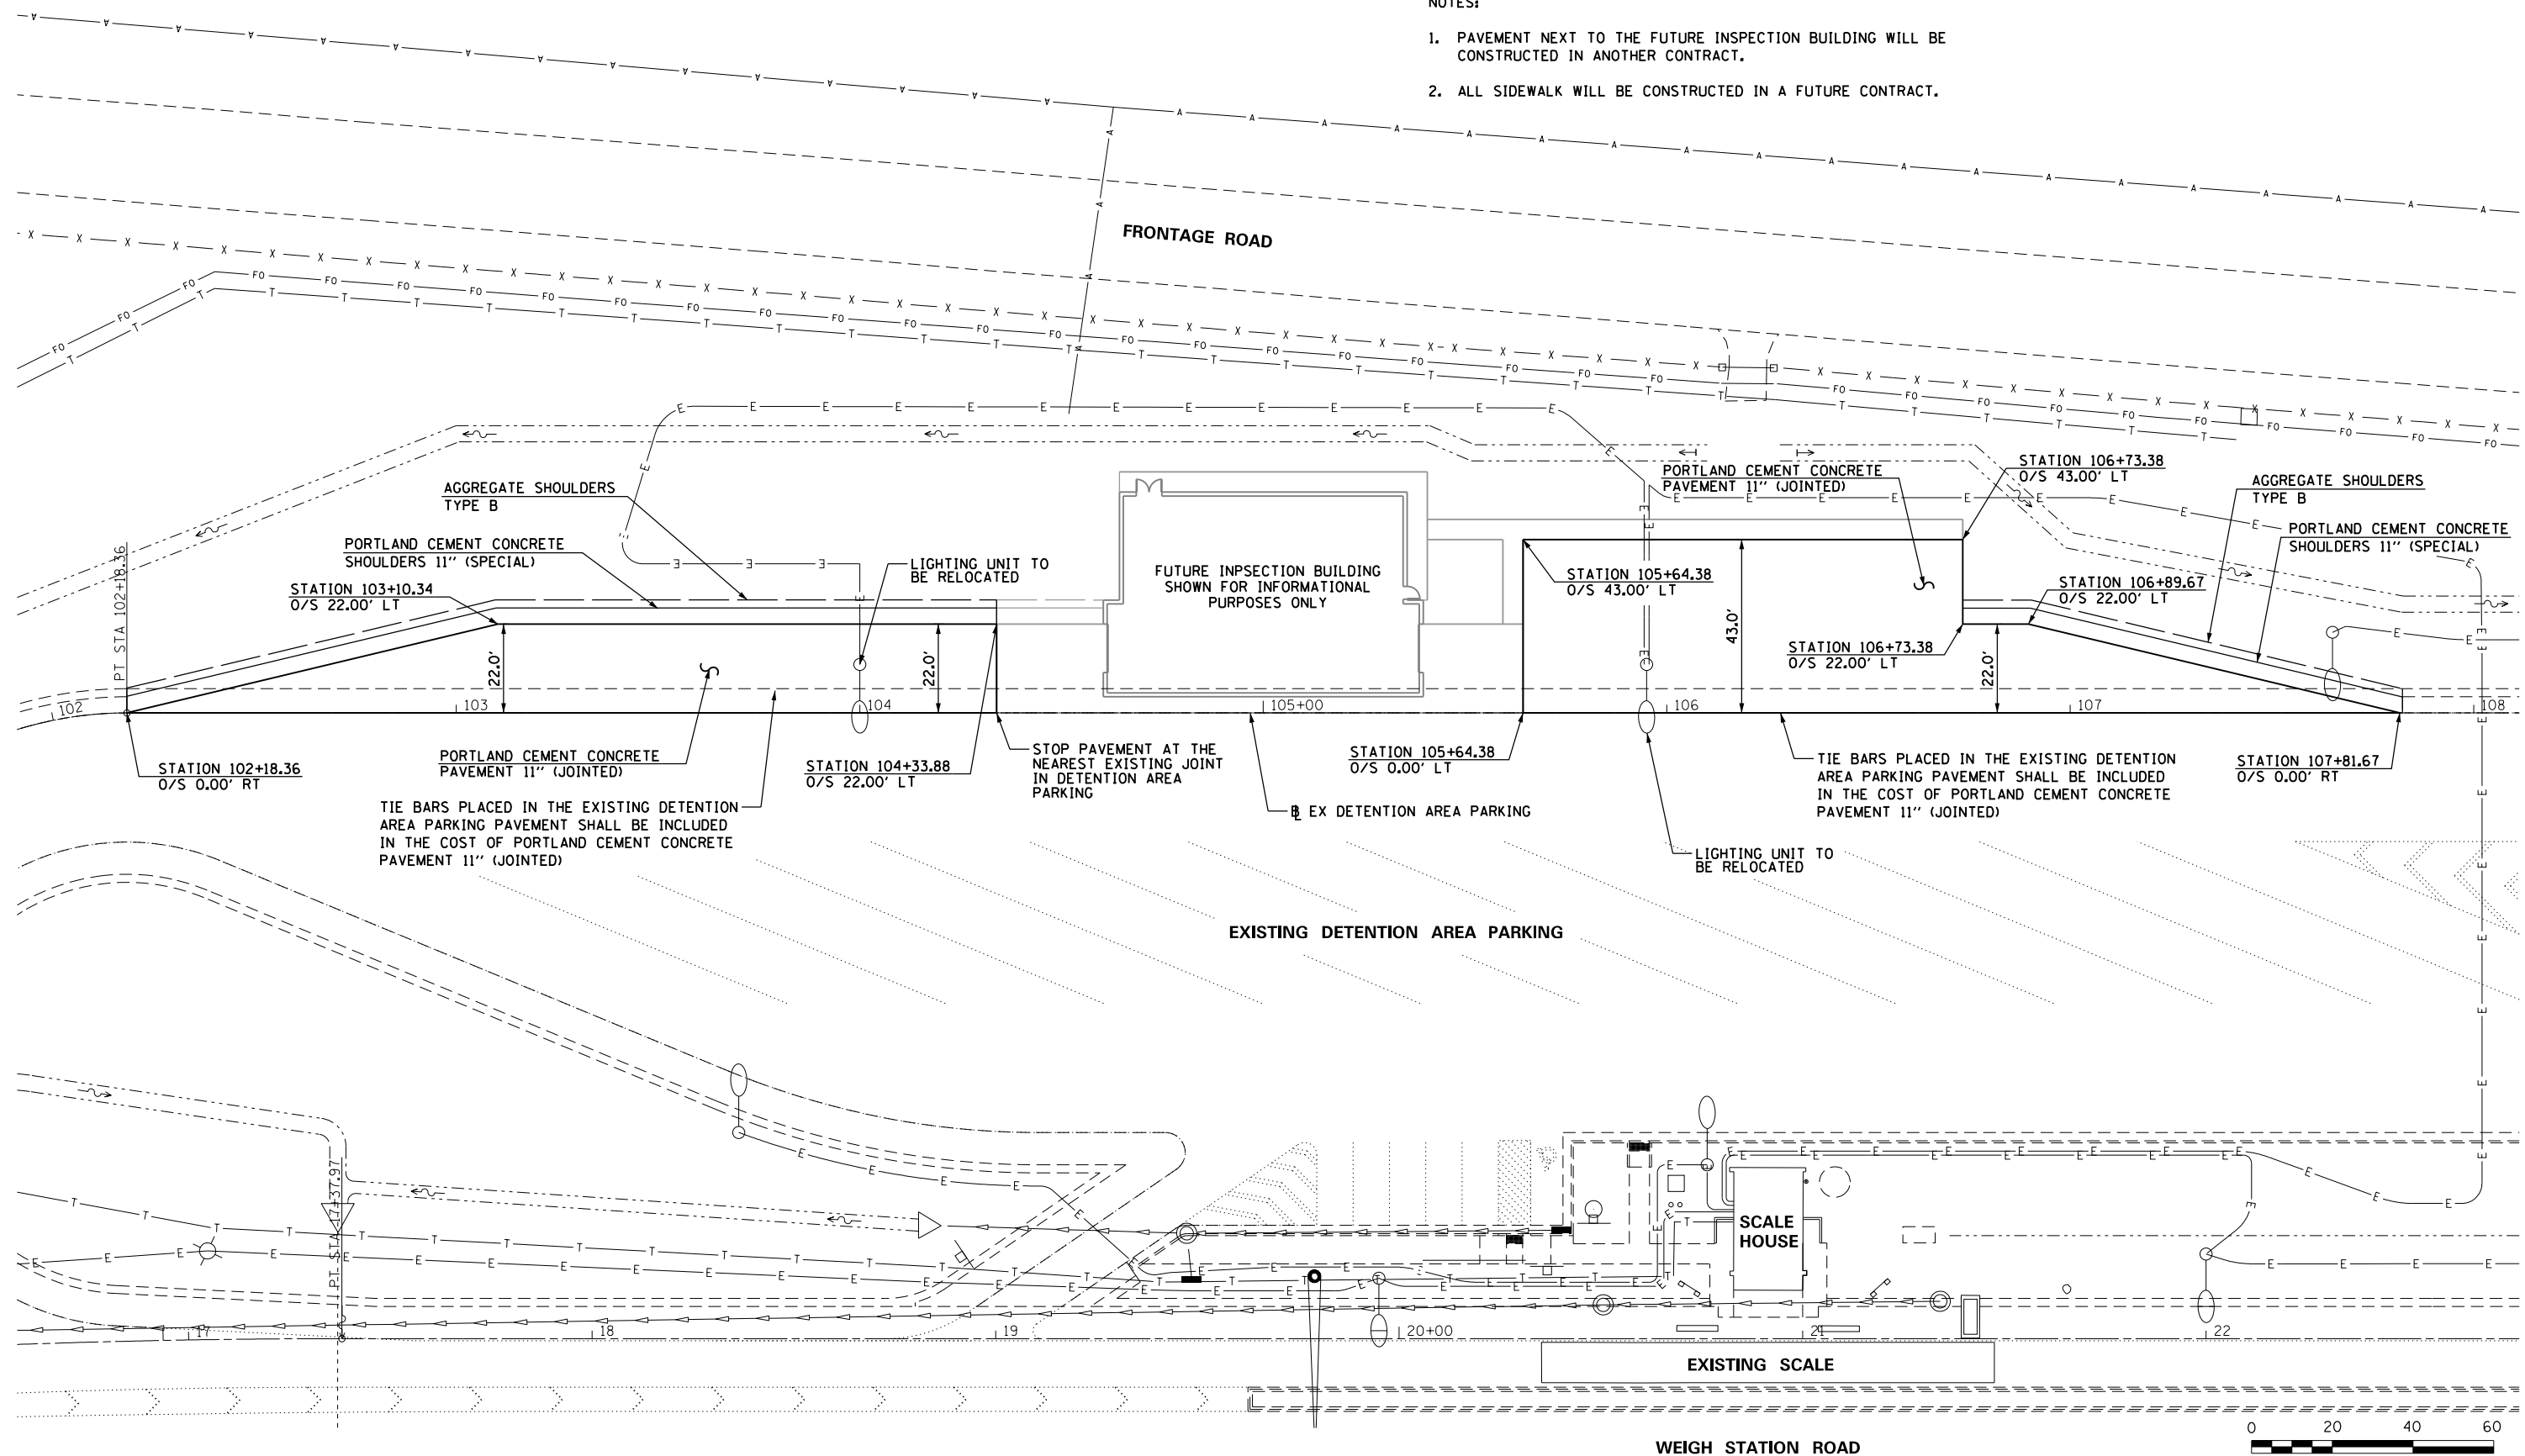 NOTES:
1. PAVEMENT NEXT TO THE FUTURE INSPECTION BUILDING WILL BE
CONSTRUCTED IN ANOTHER CONTRACT.
2. ALL SIDEWALK WILL BE CONSTRUCTED IN A FUTURE CONTRACT.
FRONTAGE ROAD
PORTLAND CEMENT CONCRETE
PAVEMENT 11'' (JOINTED)
STATION 106+73.38
O/S 43.00' LT
AGGREGATE SHOULDERS
TYPE B
AGGREGATE SHOULDERS
TYPE B
PORTLAND CEMENT CONCRETE
SHOULDERS 11'' (SPECIAL)
PORTLAND CEMENT CONCRETE
SHOULDERS 11'' (SPECIAL)
PT STA 102+18.36
LIGHTING UNIT TO
BE RELOCATED
FUTURE INPSECTION BUILDING
SHOWN FOR INFORMATIONAL
PURPOSES ONLY
STATION 105+64.38
O/S 43.00' LT
STATION 106+89.67
O/S 22.00' LT
STATION 103+10.34
O/S 22.00' LT
43.0'
STATION 106+73.38
O/S 22.00' LT
22.0'
22.0'
22.0'
102
103
104
105+00
106
107
108
STATION 102+18.36
O/S 0.00' RT
PORTLAND CEMENT CONCRETE
PAVEMENT 11'' (JOINTED)
STATION 104+33.88
O/S 22.00' LT
STOP PAVEMENT AT THE
NEAREST EXISTING JOINT
IN DETENTION AREA
PARKING
STATION 105+64.38
O/S 0.00' LT
TIE BARS PLACED IN THE EXISTING DETENTION
AREA PARKING PAVEMENT SHALL BE INCLUDED
IN THE COST OF PORTLAND CEMENT CONCRETE
PAVEMENT 11'' (JOINTED)
STATION 107+81.67
O/S 0.00' RT
TIE BARS PLACED IN THE EXISTING DETENTION
AREA PARKING PAVEMENT SHALL BE INCLUDED
IN THE COST OF PORTLAND CEMENT CONCRETE
PAVEMENT 11'' (JOINTED)
BL EX DETENTION AREA PARKING
LIGHTING UNIT TO
BE RELOCATED
EXISTING DETENTION AREA PARKING
PT STA 17+37.97
SCALE
HOUSE
17
18
19
20+00
21
22
EXISTING SCALE
WEIGH STATION ROAD
0 20 40 60